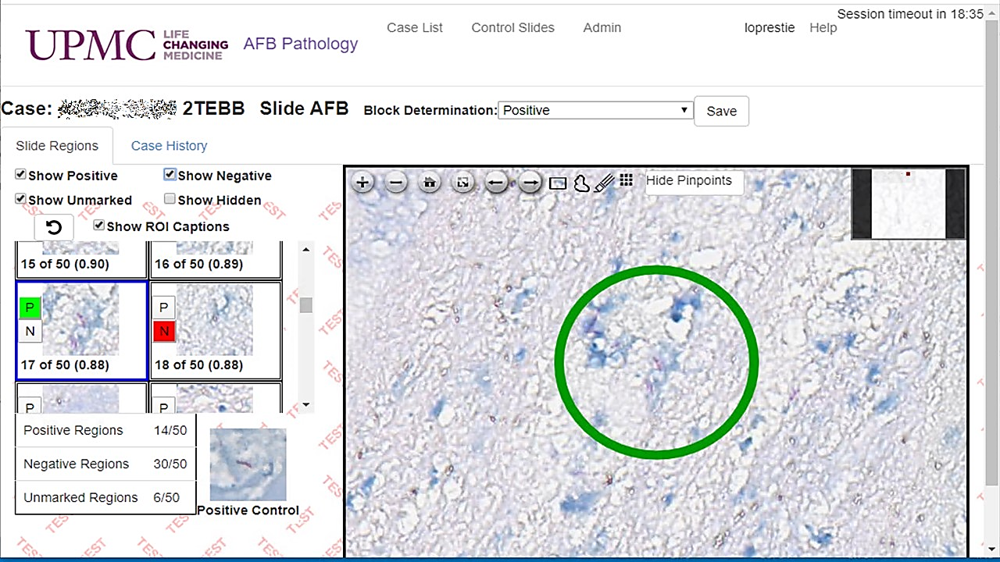 Session timeout in 18:35
UPMC LIFE CHANGING MEDICINE AFB Pathology
Case List Control Slides Admin loprestie Help
Case: 2TEBB Slide AFB Block Determination: Positive Save
Slide Regions Case History
Show Positive Show Negative
Show Unmarked Show Hidden
Show ROI Captions
Hide Pinpoints
15 of 50 (0.90) 16 of 50 (0.89)
P P
N N
17 of 50 (0.88) 18 of 50 (0.88)
P P
Positive Regions 14/50
Negative Regions 30/50
Unmarked Regions 6/50
Positive Control
TEST